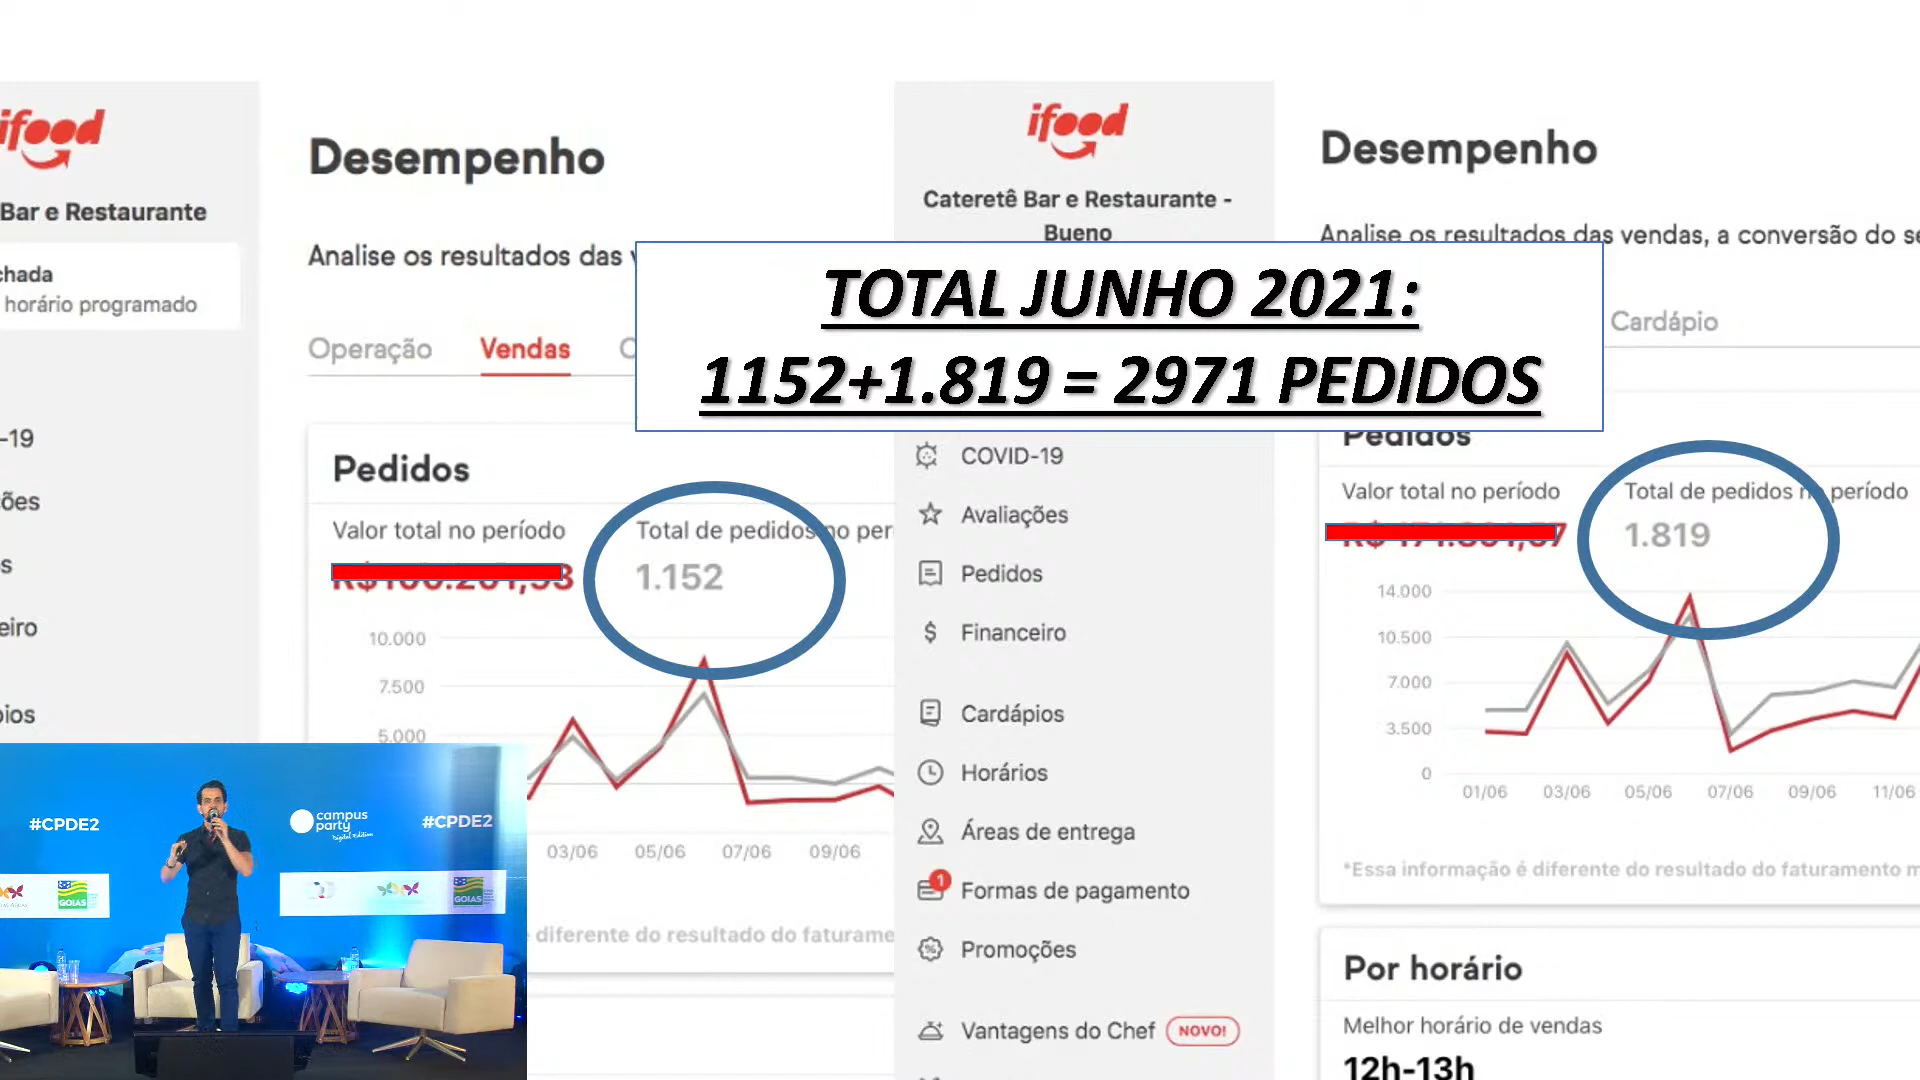 ifood
Bar e Restaurante
chada
horário programado
-19
ões
s
eiro
pios
Desempenho
Analise os resultados das v
Operação Vendas C
Pedidos
Valor total no período
Total de pedidos no per
1.152
10.000
7.500
5.000
03/06 05/06 07/06 09/06
diferente do resultado do faturame
ifood
Cateretê Bar e Restaurante -
Bueno
TOTAL JUNHO 2021:
1152+1.819 = 2971 PEDIDOS
COVID-19
Avaliações
Pedidos
Financeiro
Cardápios
Horários
Áreas de entrega
1
Formas de pagamento
Promoções
Vantagens do Chef NOVO!
Desempenho
Analise os resultados das vendas, a conversão do se
Cardápio
Pedidos
Valor total no período
Total de pedidos no período
1.819
14.000
10.500
7.000
3.500
0
01/06 03/06 05/06 07/06 09/06 11/06
*Essa informação é diferente do resultado do faturamento m
Por horário
Melhor horário de vendas
12h-13h
#CPDE2
campus
party
Digital Edition
#CPDE2
GOIÁS
GOIÁS